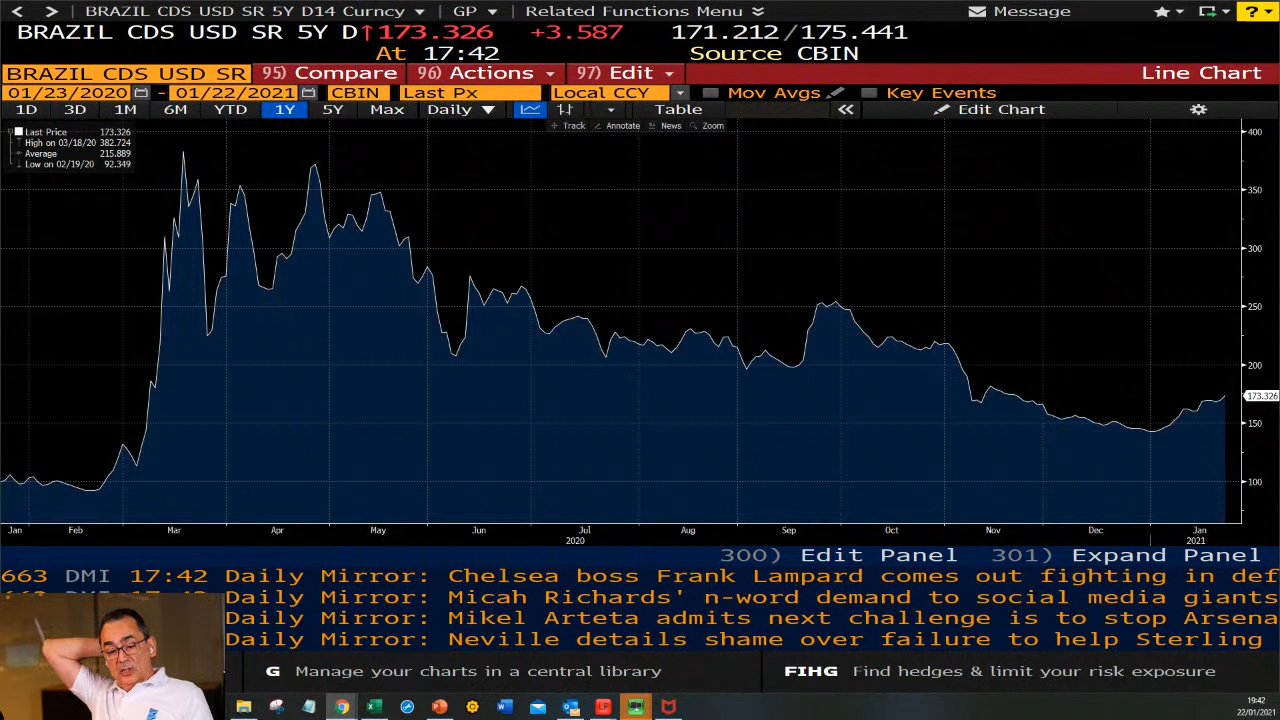 BRAZIL CDS USD SR 5Y D14 Curncy GP Related Functions Menu Message ?
BRAZIL CDS USD SR 5Y D↑173.326 +3.587 171.212/175.441
At 17:42 Source CBIN
BRAZIL CDS USD SR 95) Compare 96) Actions 97) Edit Line Chart
01/23/2020 - 01/22/2021 CBIN Last Px Local CCY Mov Avgs Key Events
1D 3D 1M 6M YTD 1Y 5Y Max Daily ▼ Table « Edit Chart
Track Annotate News Zoom
Last Price 173.326
High on 03/18/20 382.724
Average 215.889
Low on 02/19/20 92.349
400
350
300
250
200
173.326
150
100
Jan Feb Mar Apr May Jun Jul Aug Sep Oct Nov Dec Jan
2020 2021
300) Edit Panel 301) Expand Panel
663 DMI 17:42 Daily Mirror: Chelsea boss Frank Lampard comes out fighting in def
Daily Mirror: Micah Richards' n-word demand to social media giants
Daily Mirror: Mikel Arteta admits next challenge is to stop Arsena
Daily Mirror: Neville details shame over failure to help Sterling
G Manage your charts in a central library FIHG Find hedges & limit your risk exposure
19:42
22/01/2021